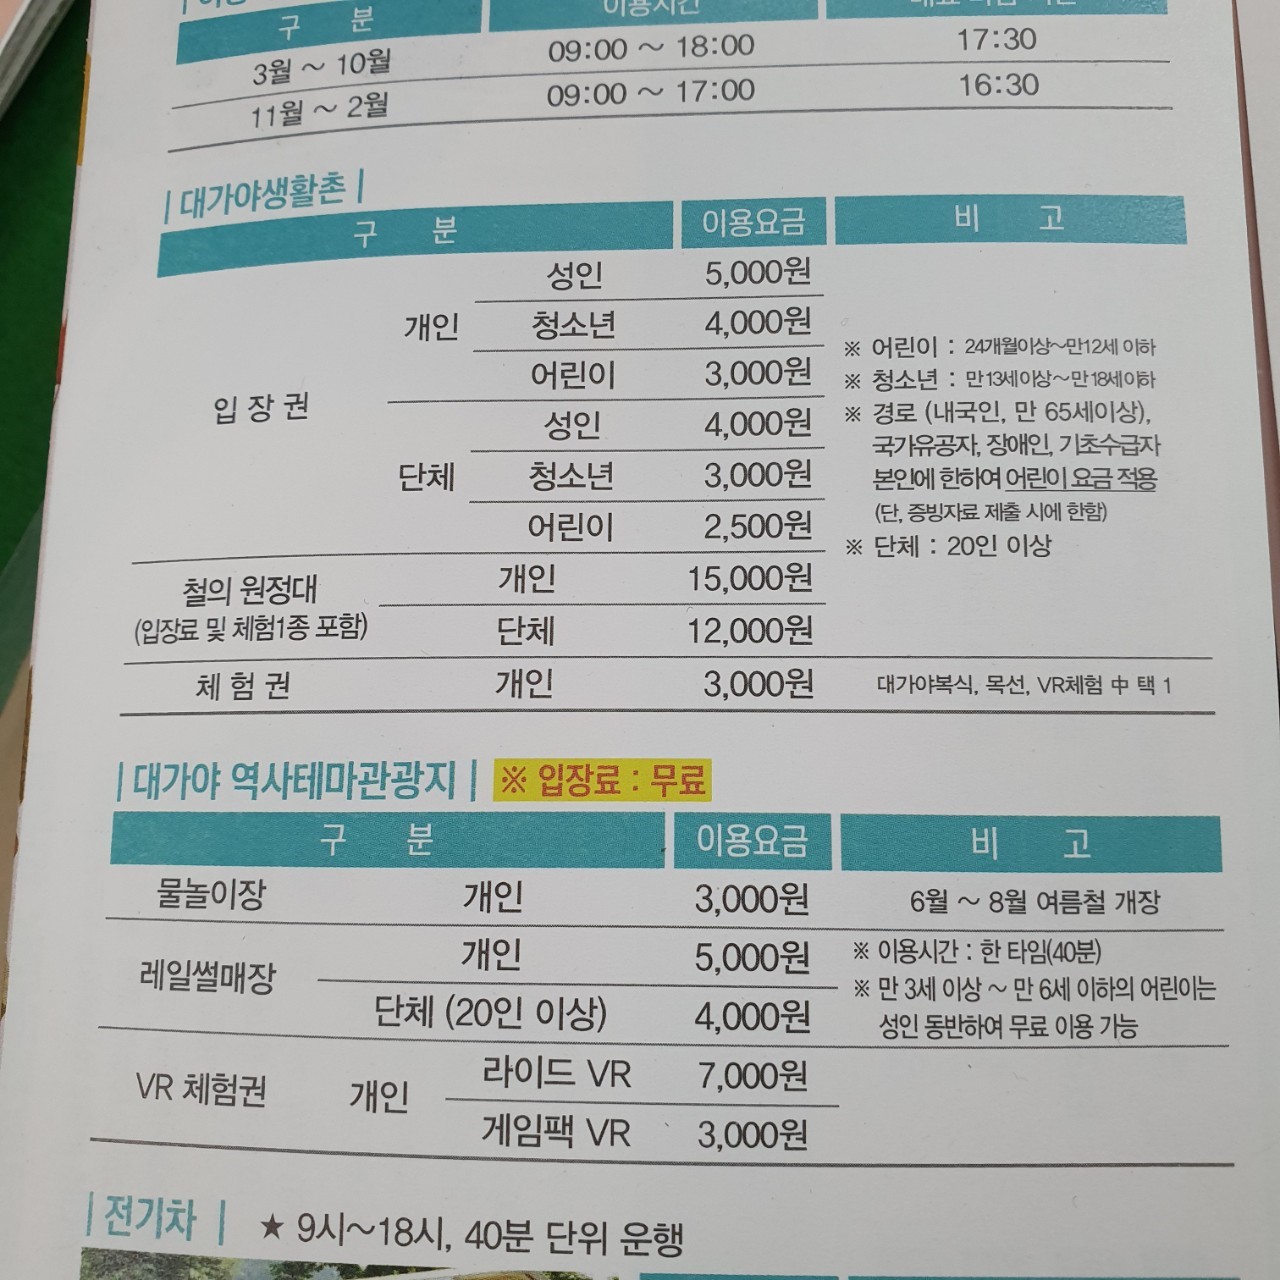 구 분 이용시간
3월 ~ 10월 09:00 ~ 18:00 17:30
11월 ~ 2월 09:00 ~ 17:00 16:30
| 대가야생활촌 |
구 분 이용요금 비 고
입 장 권
개인
성인 5,000원
청소년 4,000원
어린이 3,000원
단체
성인 4,000원
청소년 3,000원
어린이 2,500원
※ 어린이 : 24개월이상~만12세 이하
※ 청소년 : 만13세이상~만18세이하
※ 경로 (내국인, 만 65세이상),
국가유공자, 장애인, 기초수급자
본인에 한하여 어린이 요금 적용
(단, 증빙자료 제출 시에 한함)
※ 단체 : 20인 이상
철의 원정대
(입장료 및 체험1종 포함)
개인 15,000원
단체 12,000원
체 험 권 개인 3,000원 대가야복식, 목선, VR체험 中 택 1
| 대가야 역사테마관광지 | ※ 입장료 : 무료
구 분 이용요금 비 고
물놀이장 개인 3,000원 6월 ~ 8월 여름철 개장
레일썰매장
개인 5,000원
단체 (20인 이상) 4,000원
※ 이용시간 : 한 타임(40분)
※ 만 3세 이상 ~ 만 6세 이하의 어린이는
성인 동반하여 무료 이용 가능
VR 체험권 개인
라이드 VR 7,000원
게임팩 VR 3,000원
| 전기차 | ★ 9시~18시, 40분 단위 운행